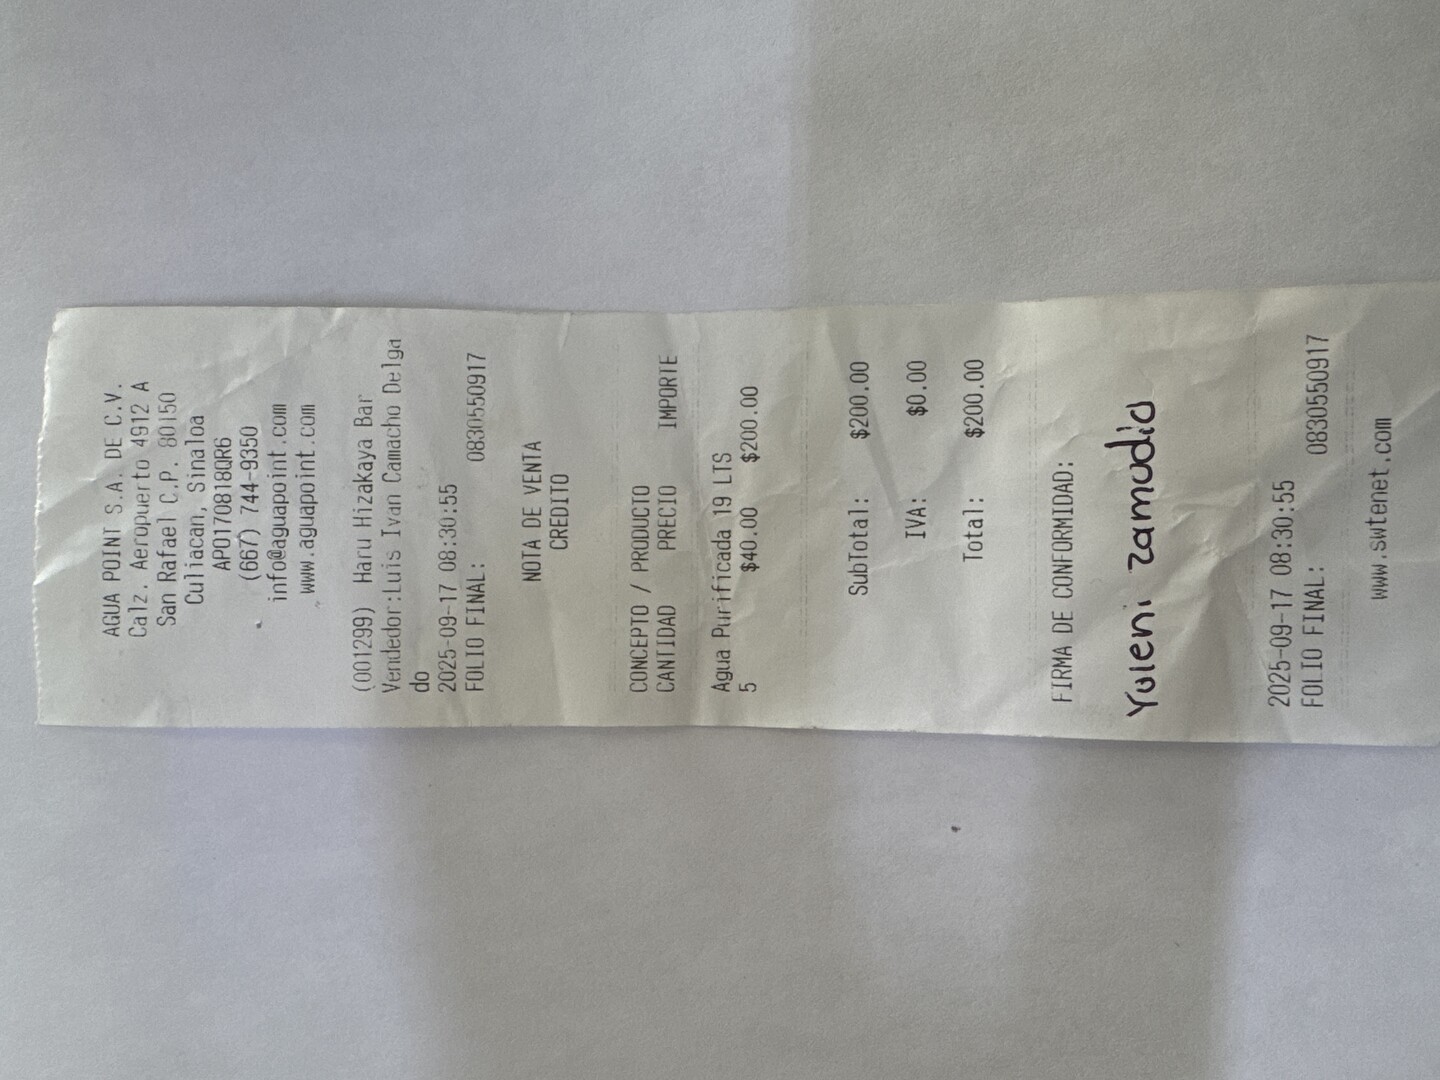 AGUA POINT S.A. DE C.V.
Calz. Aeropuerto 4912 A
San Rafael C.P. 80150
Culiacan, Sinaloa
APO170818QR6
(667) 744-9350
info@aguapoint.com
www.aguapoint.com
(001299) Haru Hizakaya Bar
Vendedor:Luis Ivan Camacho Delga
do
2025-09-17 08:30:55
FOLIO FINAL: 0830550917
NOTA DE VENTA
CREDITO
CONCEPTO / PRODUCTO
CANTIDAD PRECIO IMPORTE
Agua Purificada 19 LTS
5 $40.00 $200.00
SubTotal: $200.00
IVA: $0.00
Total: $200.00
FIRMA DE CONFORMIDAD:
Yuleni zamudio
2025-09-17 08:30:55
FOLIO FINAL: 0830550917
www.swtenet.com